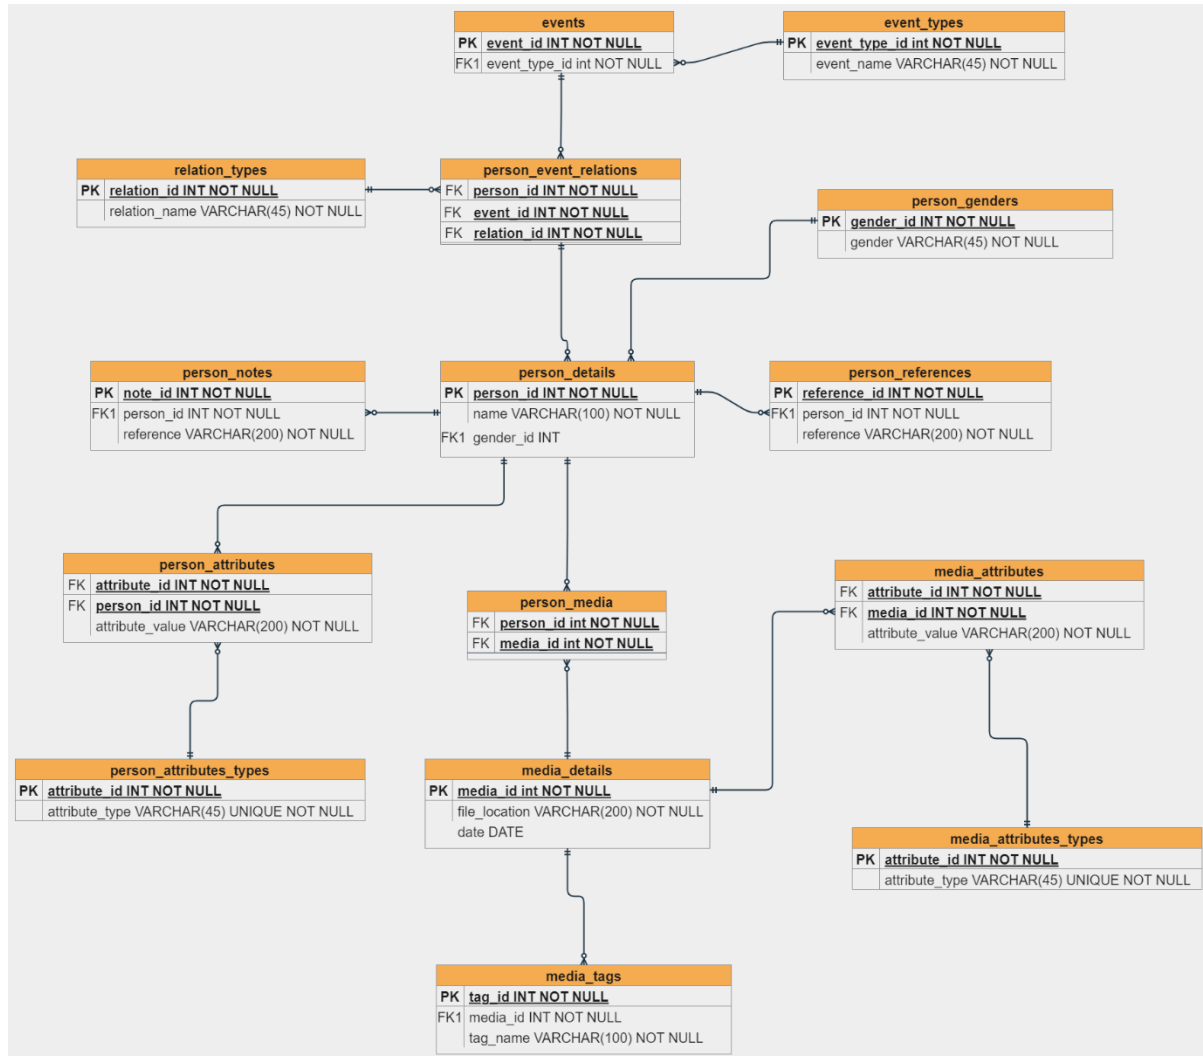 events
PK event_id INT NOT NULL
FK1 event_type_id int NOT NULL
event_types
PK event_type_id int NOT NULL
event_name VARCHAR(45) NOT NULL
relation_types
PK relation_id INT NOT NULL
relation_name VARCHAR(45) NOT NULL
person_event_relations
FK person_id INT NOT NULL
FK event_id INT NOT NULL
FK relation_id INT NOT NULL
person_genders
PK gender_id INT NOT NULL
gender VARCHAR(45) NOT NULL
person_notes
PK note_id INT NOT NULL
FK1 person_id INT NOT NULL
reference VARCHAR(200) NOT NULL
person_details
PK person_id INT NOT NULL
name VARCHAR(100) NOT NULL
FK1 gender_id INT
person_references
PK reference_id INT NOT NULL
FK1 person_id INT NOT NULL
reference VARCHAR(200) NOT NULL
person_attributes
FK attribute_id INT NOT NULL
FK person_id INT NOT NULL
attribute_value VARCHAR(200) NOT NULL
person_media
FK person_id int NOT NULL
FK media_id int NOT NULL
media_attributes
FK attribute_id INT NOT NULL
FK media_id INT NOT NULL
attribute_value VARCHAR(200) NOT NULL
person_attributes_types
PK attribute_id INT NOT NULL
attribute_type VARCHAR(45) UNIQUE NOT NULL
media_details
PK media_id int NOT NULL
file_location VARCHAR(200) NOT NULL
date DATE
media_attributes_types
PK attribute_id INT NOT NULL
attribute_type VARCHAR(45) UNIQUE NOT NULL
media_tags
PK tag_id INT NOT NULL
FK1 media_id INT NOT NULL
tag_name VARCHAR(100) NOT NULL